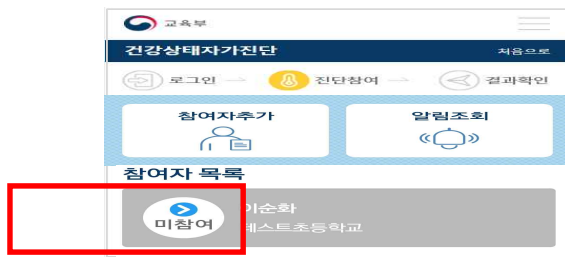 교육부
건강상태자가진단 처음으로
로그인 진단참여 결과확인
참여자추가 알림조회
참여자 목록
미참여 이순화
테스트초등학교